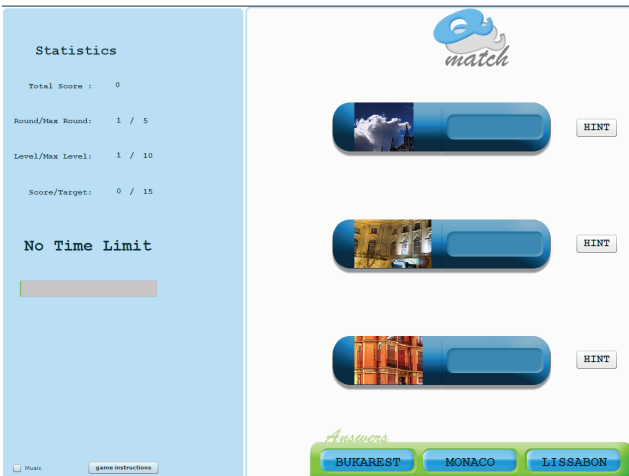 Statistics
Total Score : 0
Round/Max Round: 1 / 5
Level/Max Level: 1 / 10
Score/Target: 0 / 15
No Time Limit
Music
game instructions
match
HINT
HINT
HINT
Answers
BUKAREST MONACO LISSABON